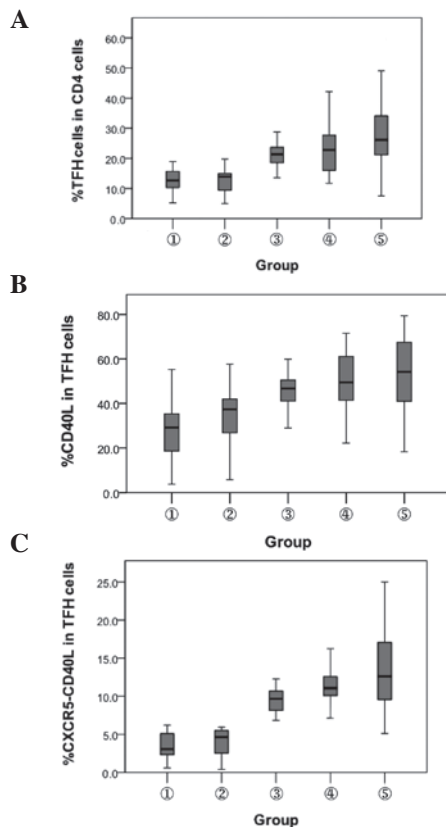 A
%TFH cells in CD4 cells
60.0
50.0
40.0
30.0
20.0
10.0
0.0
① ② ③ ④ ⑤
Group
B
%CD40L in TFH cells
80.0
60.0
40.0
20.0
0.0
① ② ③ ④ ⑤
Group
C
%CXCR5-CD40L in TFH cells
25.0
20.0
15.0
10.0
5.0
.0
① ② ③ ④ ⑤
Group